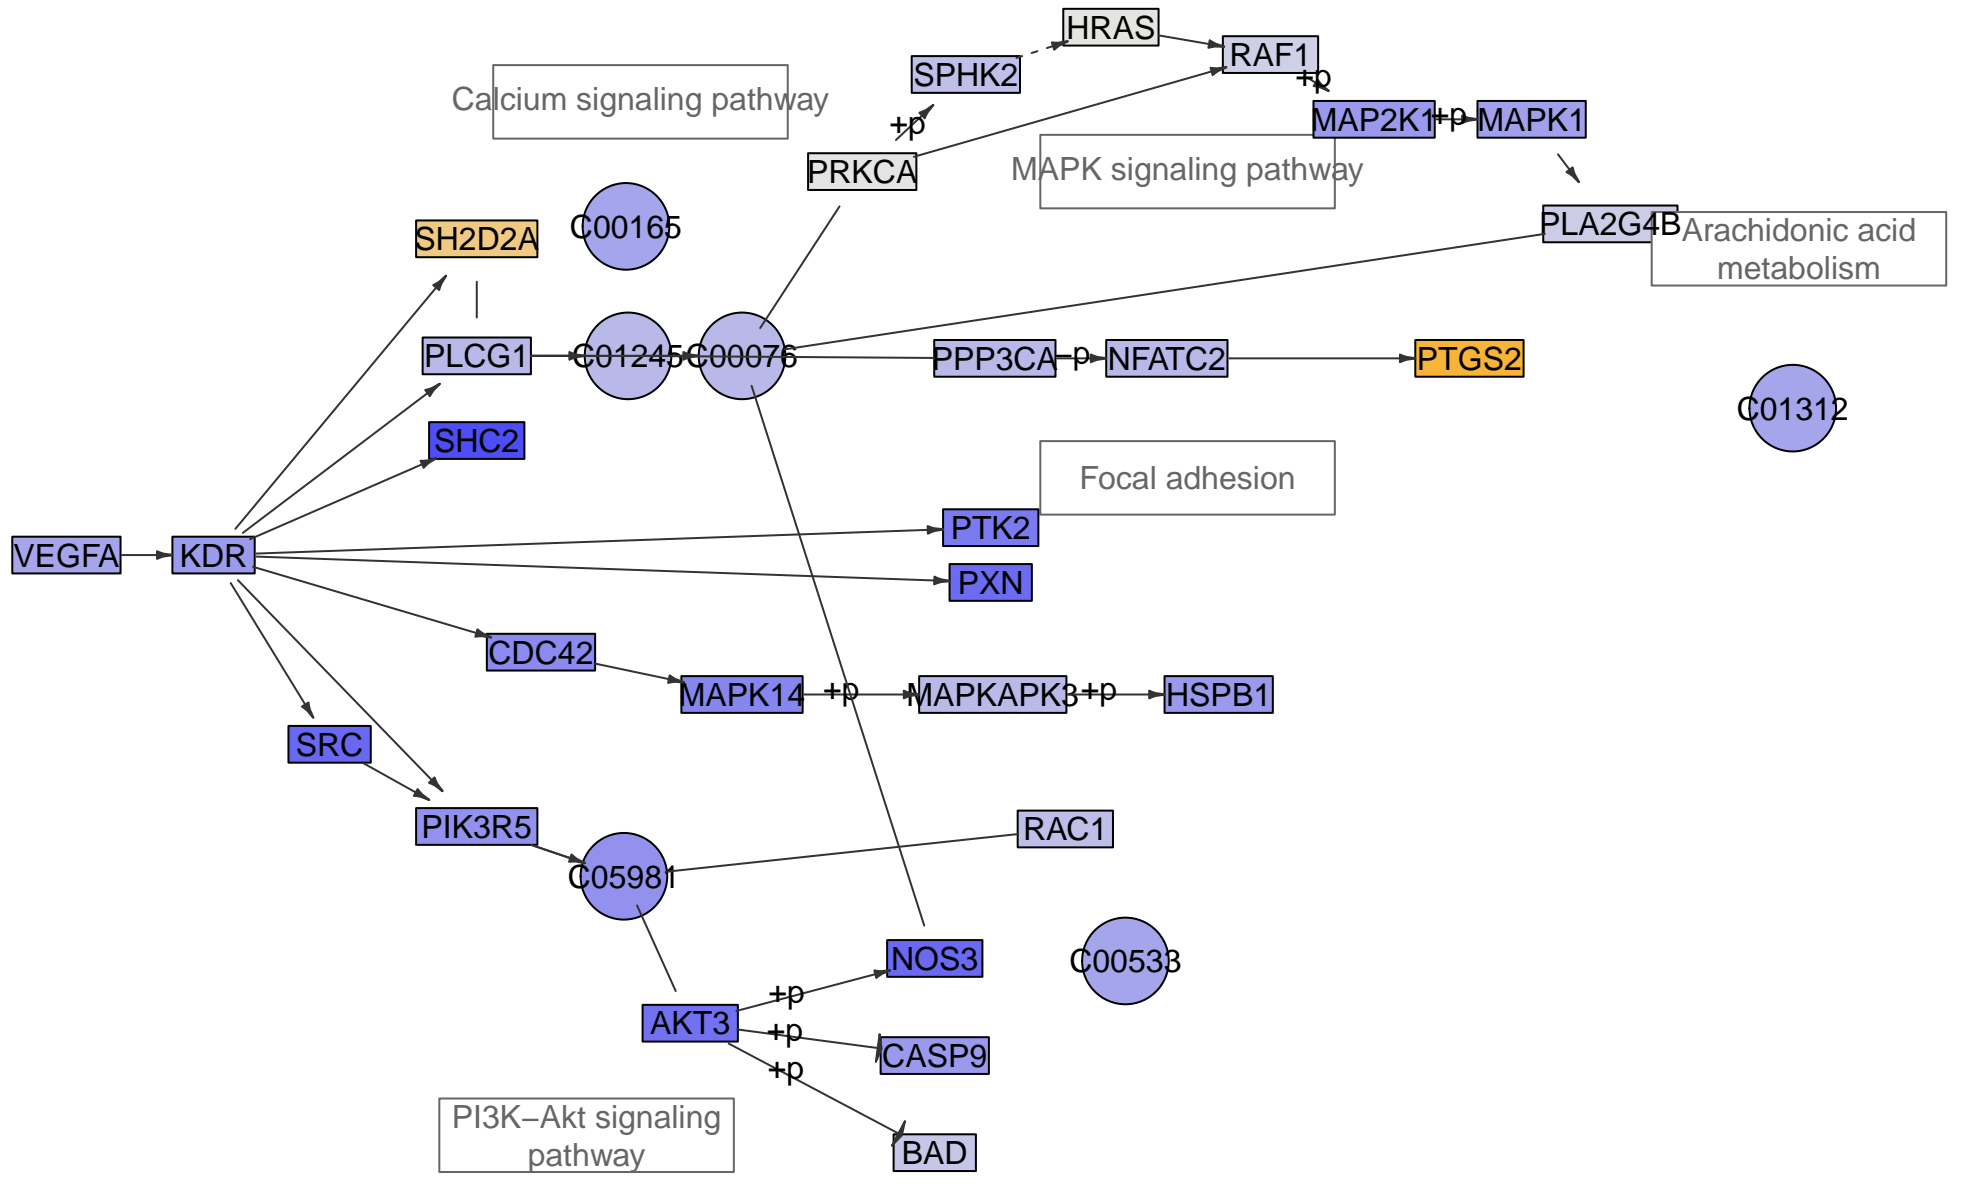 HRAS
RAF1
+p
SPHK2
Calcium signaling pathway
+p
MAP2K1
+p
MAPK1
PRKCA
MAPK signaling pathway
C00165
SH2D2A
PLA2G4B
Arachidonic acid
metabolism
PLCG1
C01245
C00076
PPP3CA
−p
NFATC2
PTGS2
C01312
SHC2
Focal adhesion
PTK2
VEGFA
KDR
PXN
CDC42
MAPK14
+p
MAPKAPK3
+p
HSPB1
SRC
PIK3R5
RAC1
C05981
NOS3
C00533
+p
AKT3
+p
CASP9
+p
PI3K−Akt signaling
pathway
BAD